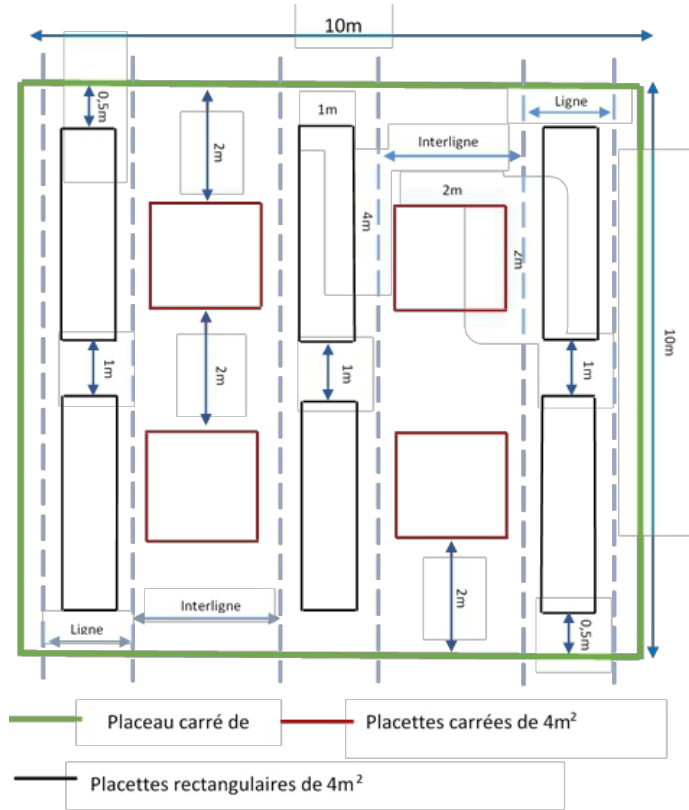 10m
0,5m
2m
1m
Interligne
Ligne
4m
2m
2m
10m
1m
2m
1m
1m
Ligne
Interligne
2m
0,5m
Placeau carré de
Placettes carrées de 4m²
Placettes rectangulaires de 4m²